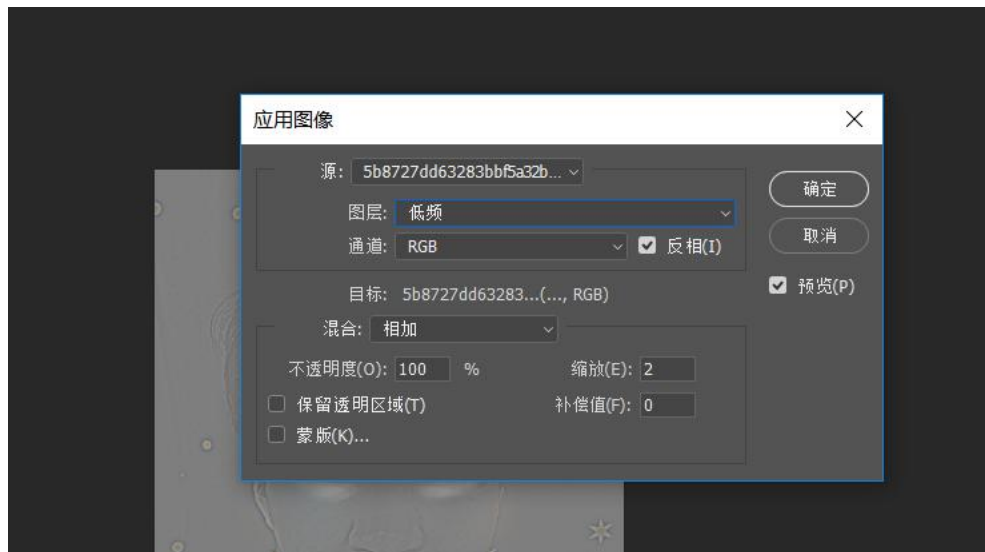 应用图像
源: 5b8727dd63283bbf5a32b...
确定
图层: 低频
取消
通道: RGB 反相(I)
预览(P)
目标: 5b8727dd63283...(..., RGB)
混合: 相加
不透明度(O): 100 % 缩放(E): 2
保留透明区域(T) 补偿值(F): 0
蒙版(K)...